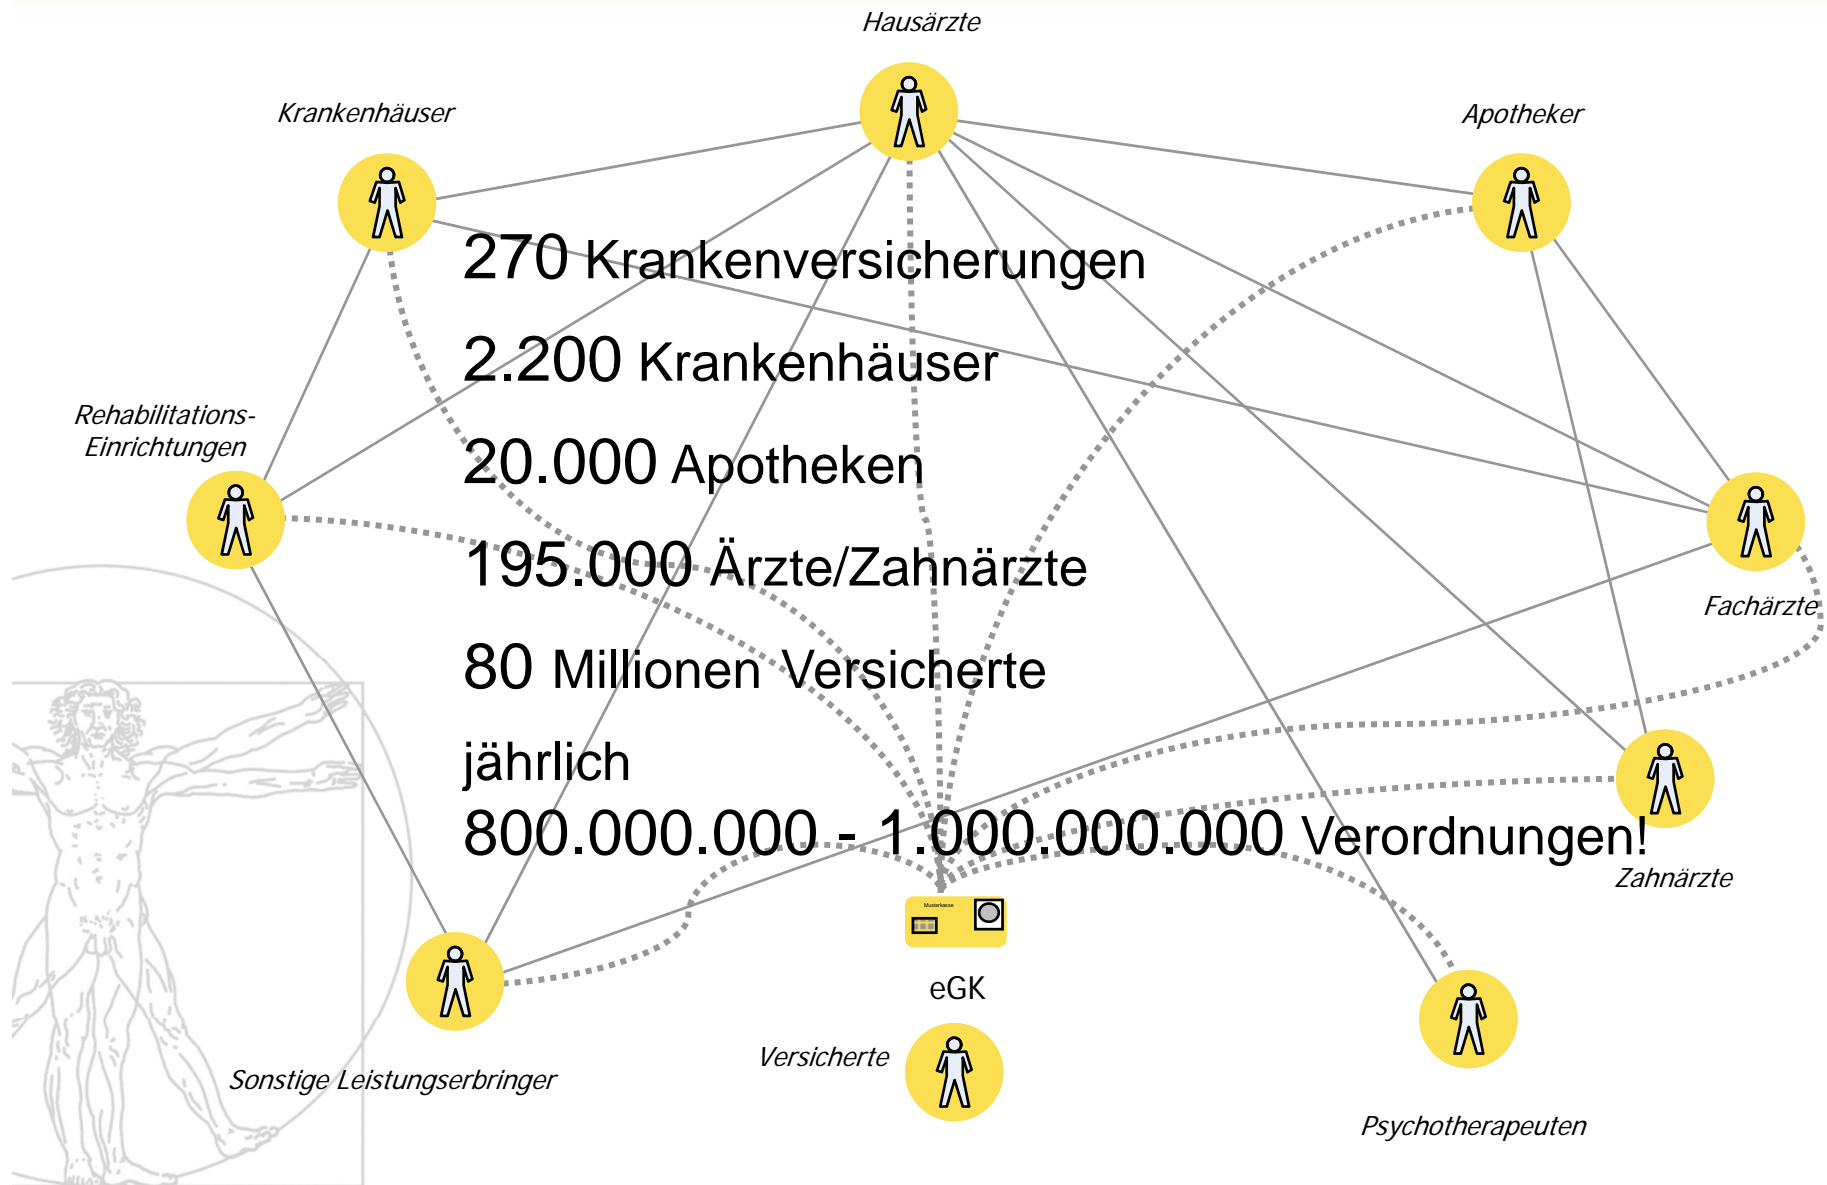 Hausärzte
Krankenhäuser
Apotheker
270 Krankenversicherungen
2.200 Krankenhäuser
Rehabilitations-
Einrichtungen
20.000 Apotheken
195.000 Ärzte/Zahnärzte
Fachärzte
80 Millionen Versicherte
jährlich
800.000.000 - 1.000.000.000 Verordnungen!
Zahnärzte
Musterkasse
eGK
Versicherte
Sonstige Leistungserbringer
Psychotherapeuten